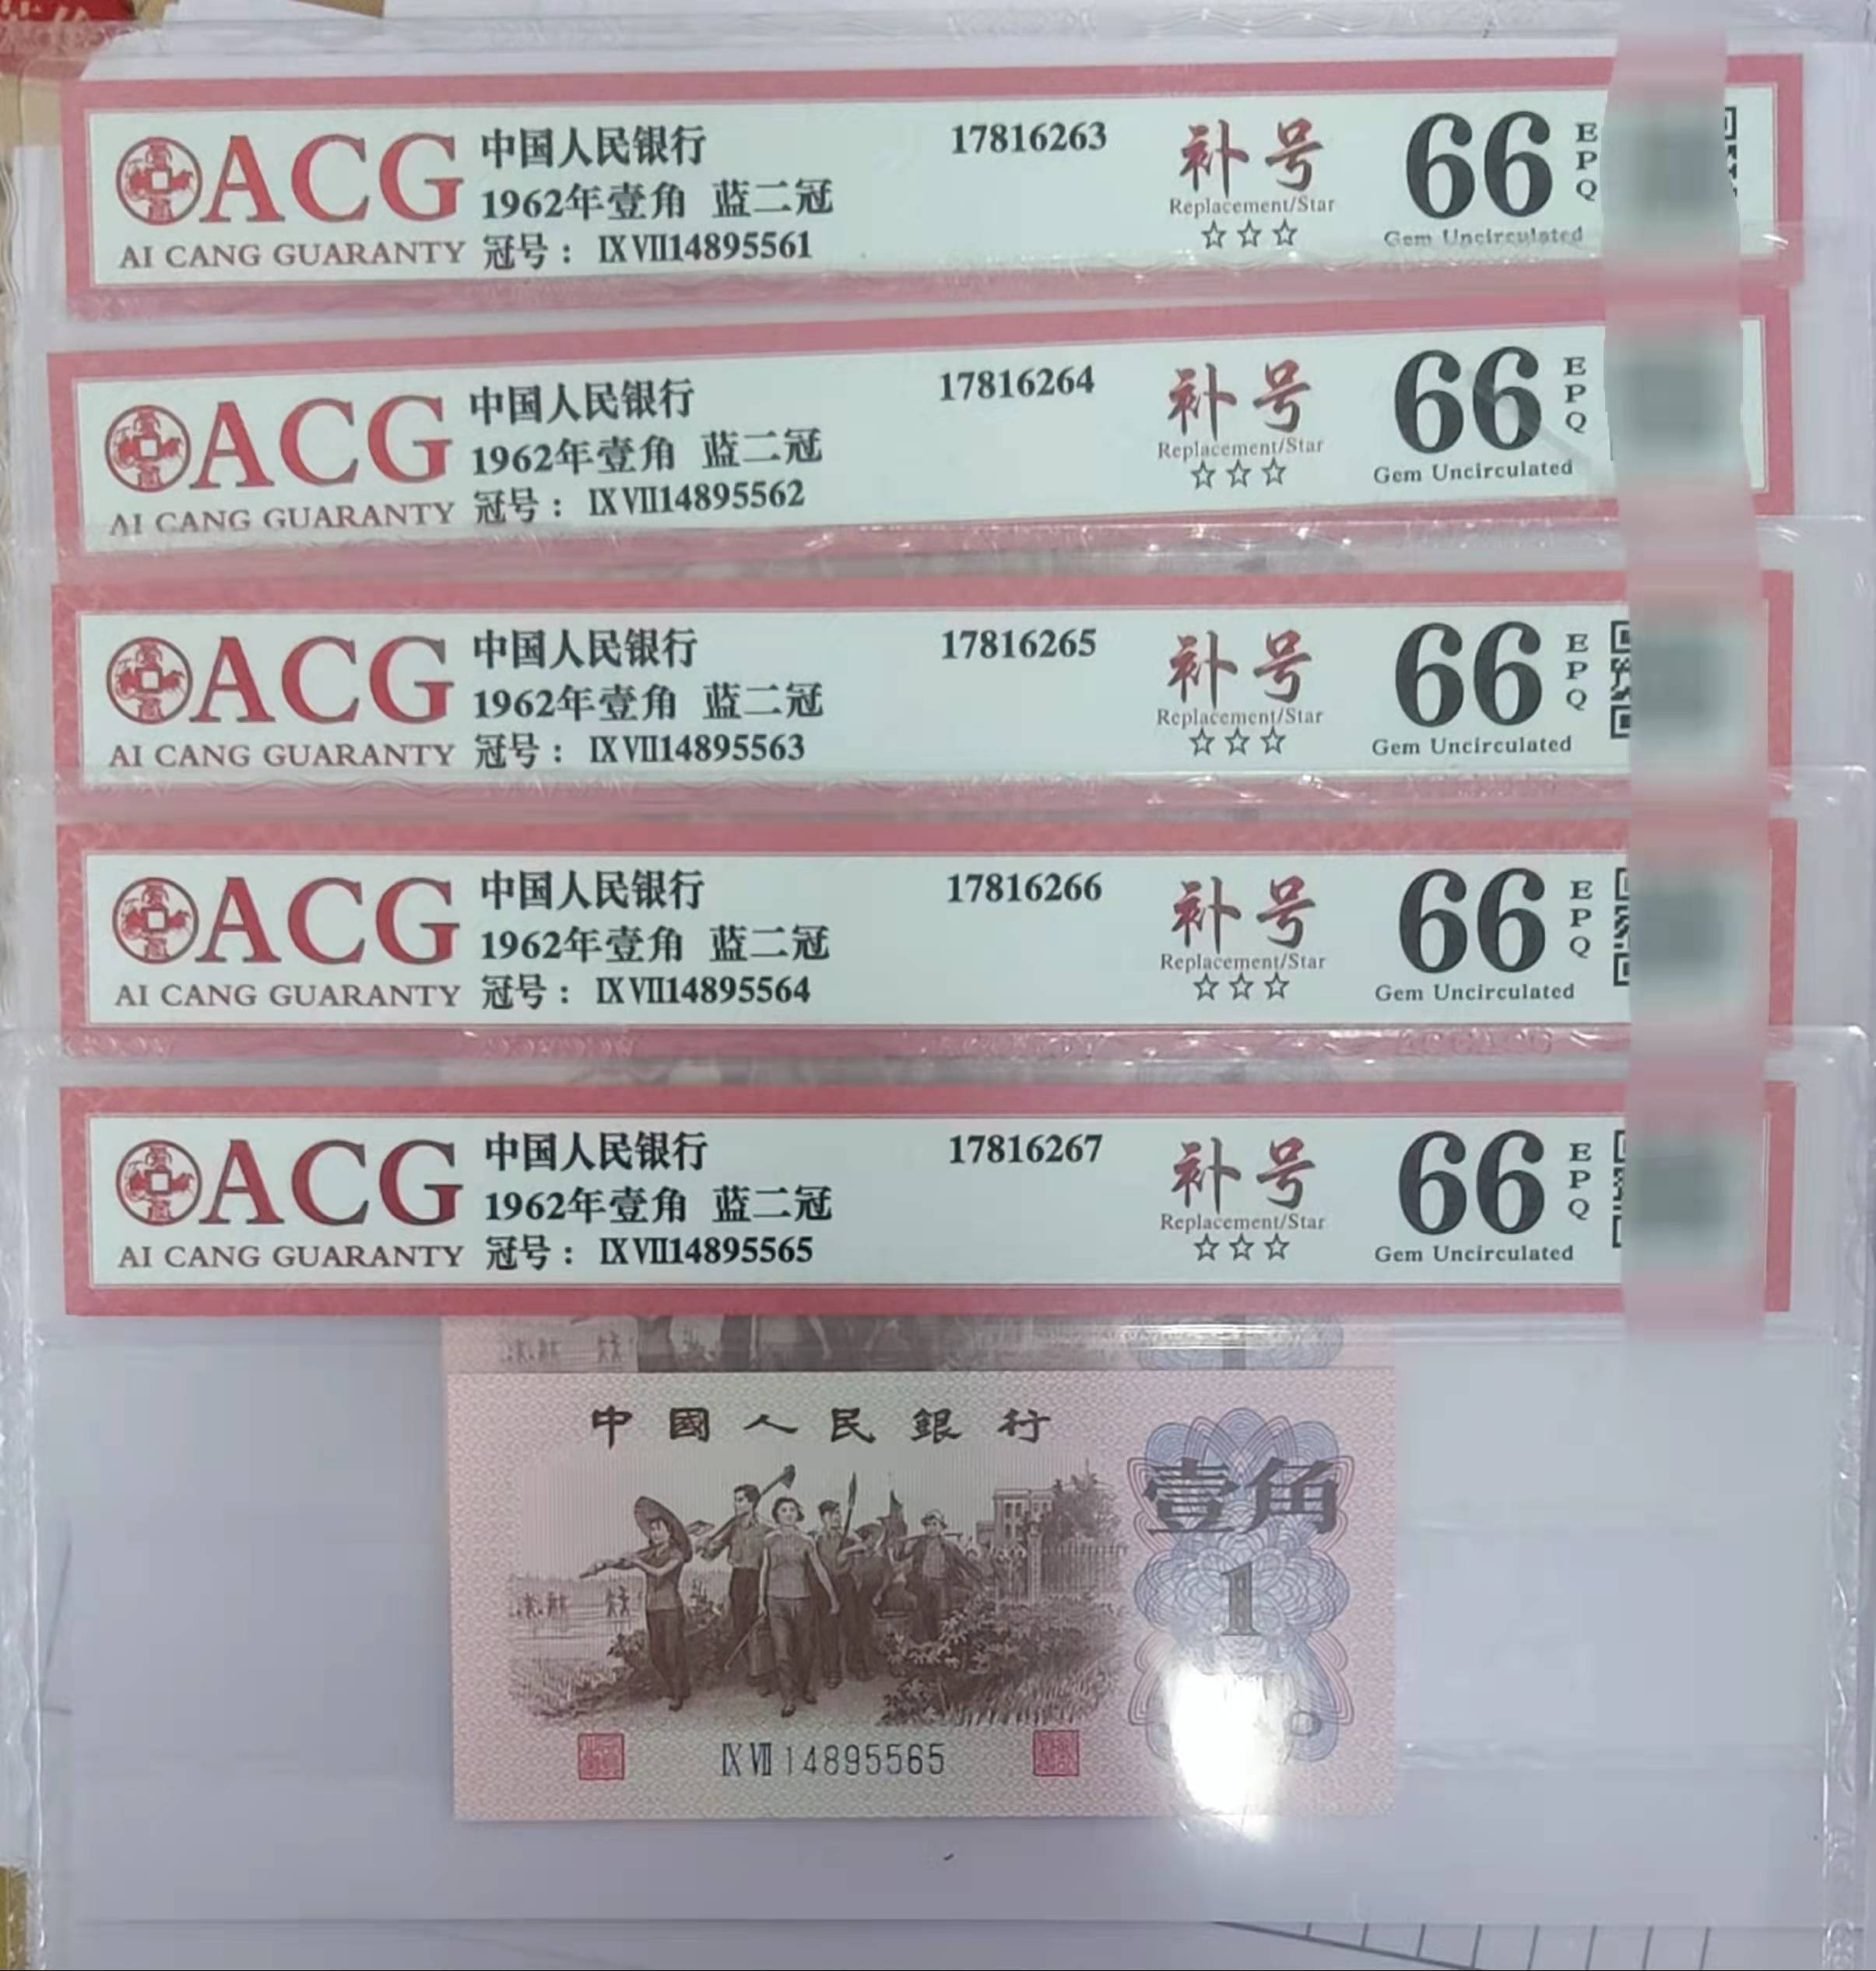 ACG
AI CANG GUARANTY
中国人民银行
1962年壹角 蓝二冠
冠号： IX VII14895561
17816263
补号
Replacement/Star
☆☆☆
66
EPQ
Gem Uncirculated
ACG
AI CANG GUARANTY
中国人民银行
1962年壹角 蓝二冠
冠号： IX VII14895562
17816264
补号
Replacement/Star
☆☆☆
66
EPQ
Gem Uncirculated
ACG
AI CANG GUARANTY
中国人民银行
1962年壹角 蓝二冠
冠号： IX VII14895563
17816265
补号
Replacement/Star
☆☆☆
66
EPQ
Gem Uncirculated
ACG
AI CANG GUARANTY
中国人民银行
1962年壹角 蓝二冠
冠号： IX VII14895564
17816266
补号
Replacement/Star
☆☆☆
66
EPQ
Gem Uncirculated
ACG
AI CANG GUARANTY
中国人民银行
1962年壹角 蓝二冠
冠号： IX VII14895565
17816267
补号
Replacement/Star
☆☆☆
66
EPQ
Gem Uncirculated
中國人民銀行
壹角
1
IX VII 14895565